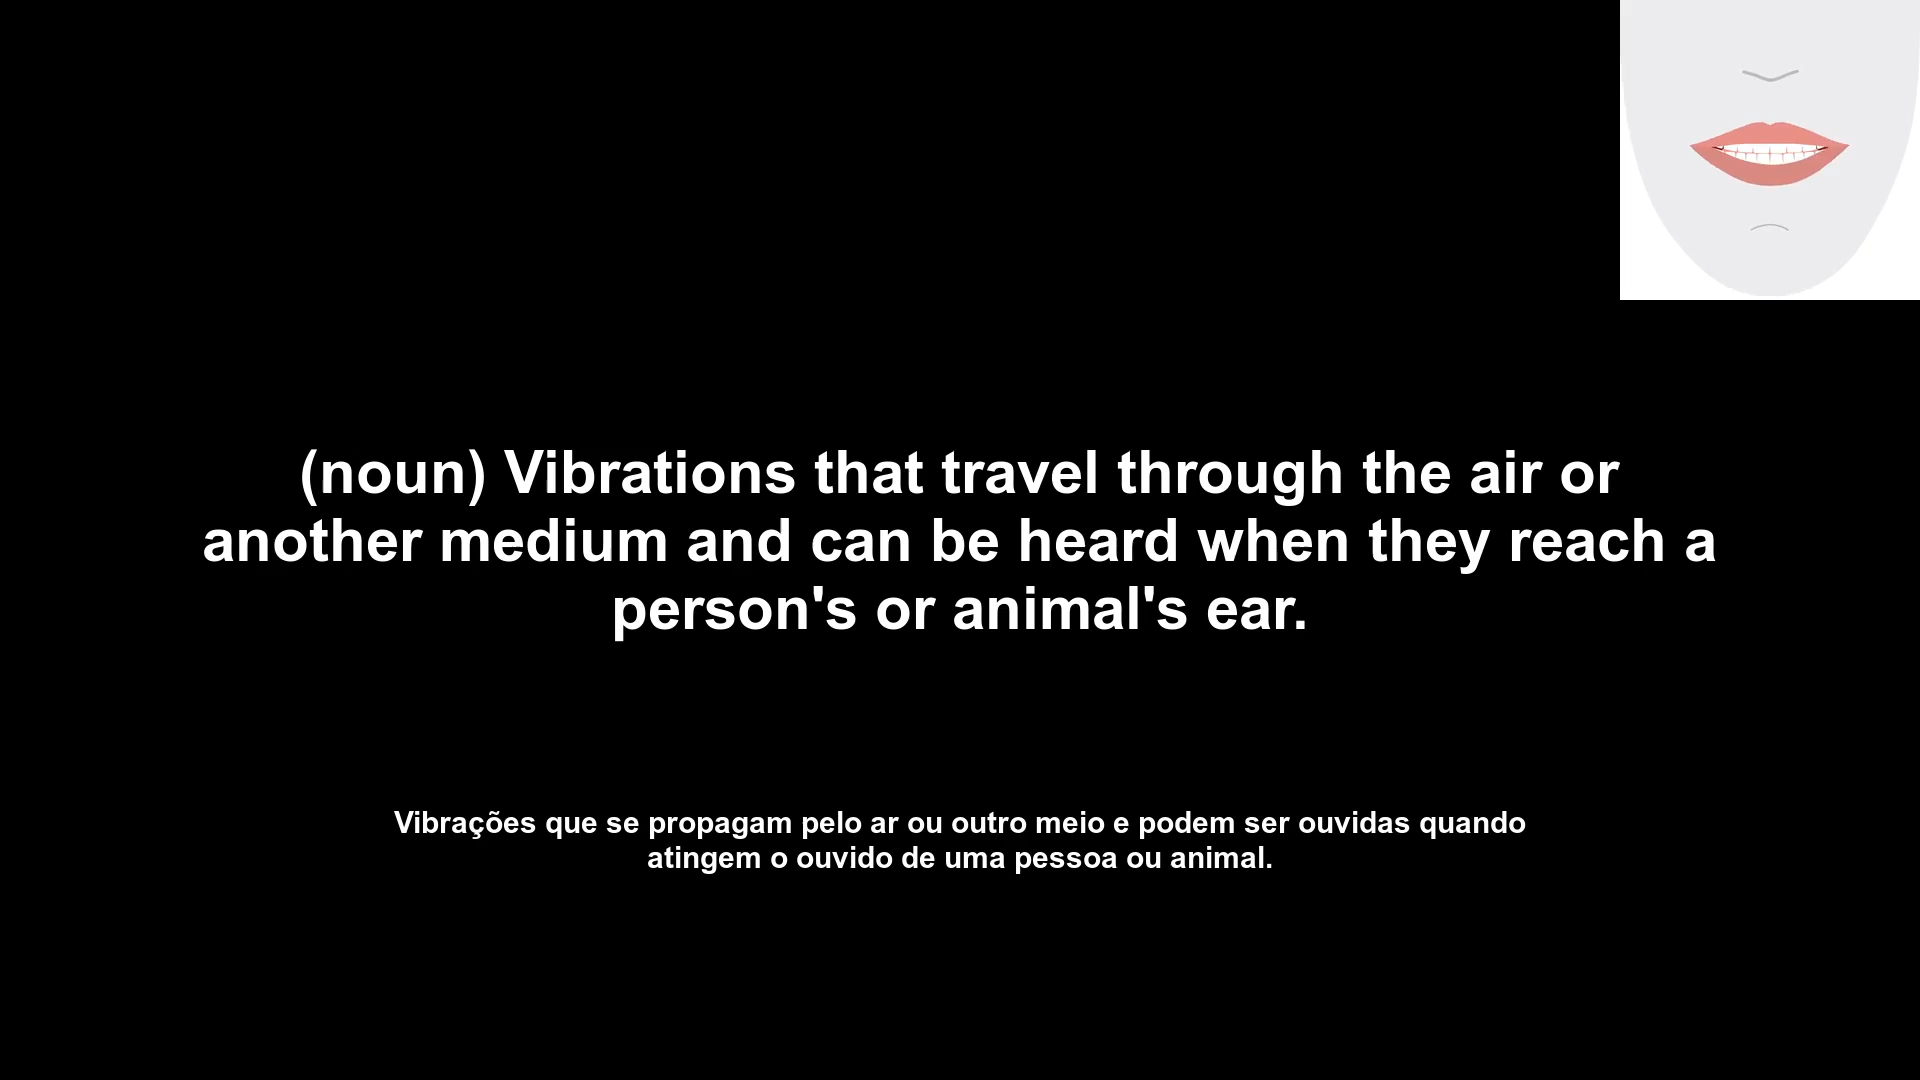 (noun) Vibrations that travel through the air or
another medium and can be heard when they reach a
person's or animal's ear.
Vibrações que se propagam pelo ar ou outro meio e podem ser ouvidas quando
atingem o ouvido de uma pessoa ou animal.